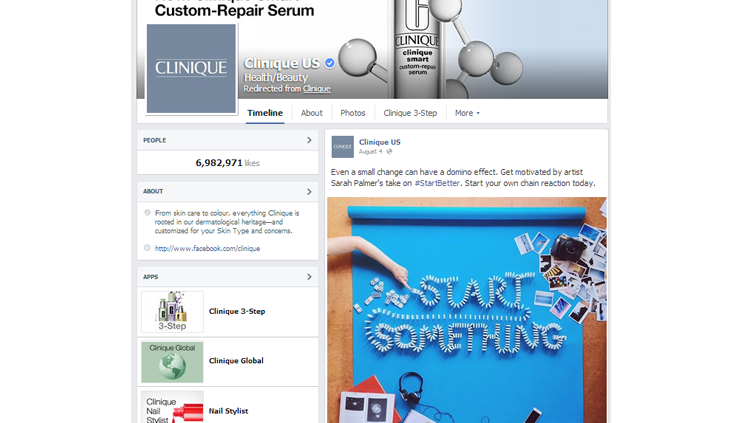 Custom-Repair Serum
CLINIQUE
clinique
smart
custom-repair
serum
CLINIQUE
Clinique US
Health/Beauty
Redirected from Clinique
Timeline
About
Photos
Clinique 3-Step
More
PEOPLE
6,982,971 likes
ABOUT
From skin care to colour, everything Clinique is
rooted in our dermatological heritage—and
customized for your Skin Type and concerns.
http://www.facebook.com/clinique
APPS
3-Step
Clinique 3-Step
Clinique Global
Clinique Global
Clinique
Nail
Stylist
Nail Stylist
CLINIQUE
Clinique US
August 4
Even a small change can have a domino effect. Get motivated by artist
Sarah Palmer's take on #StartBetter. Start your own chain reaction today.
START
SOMETHING